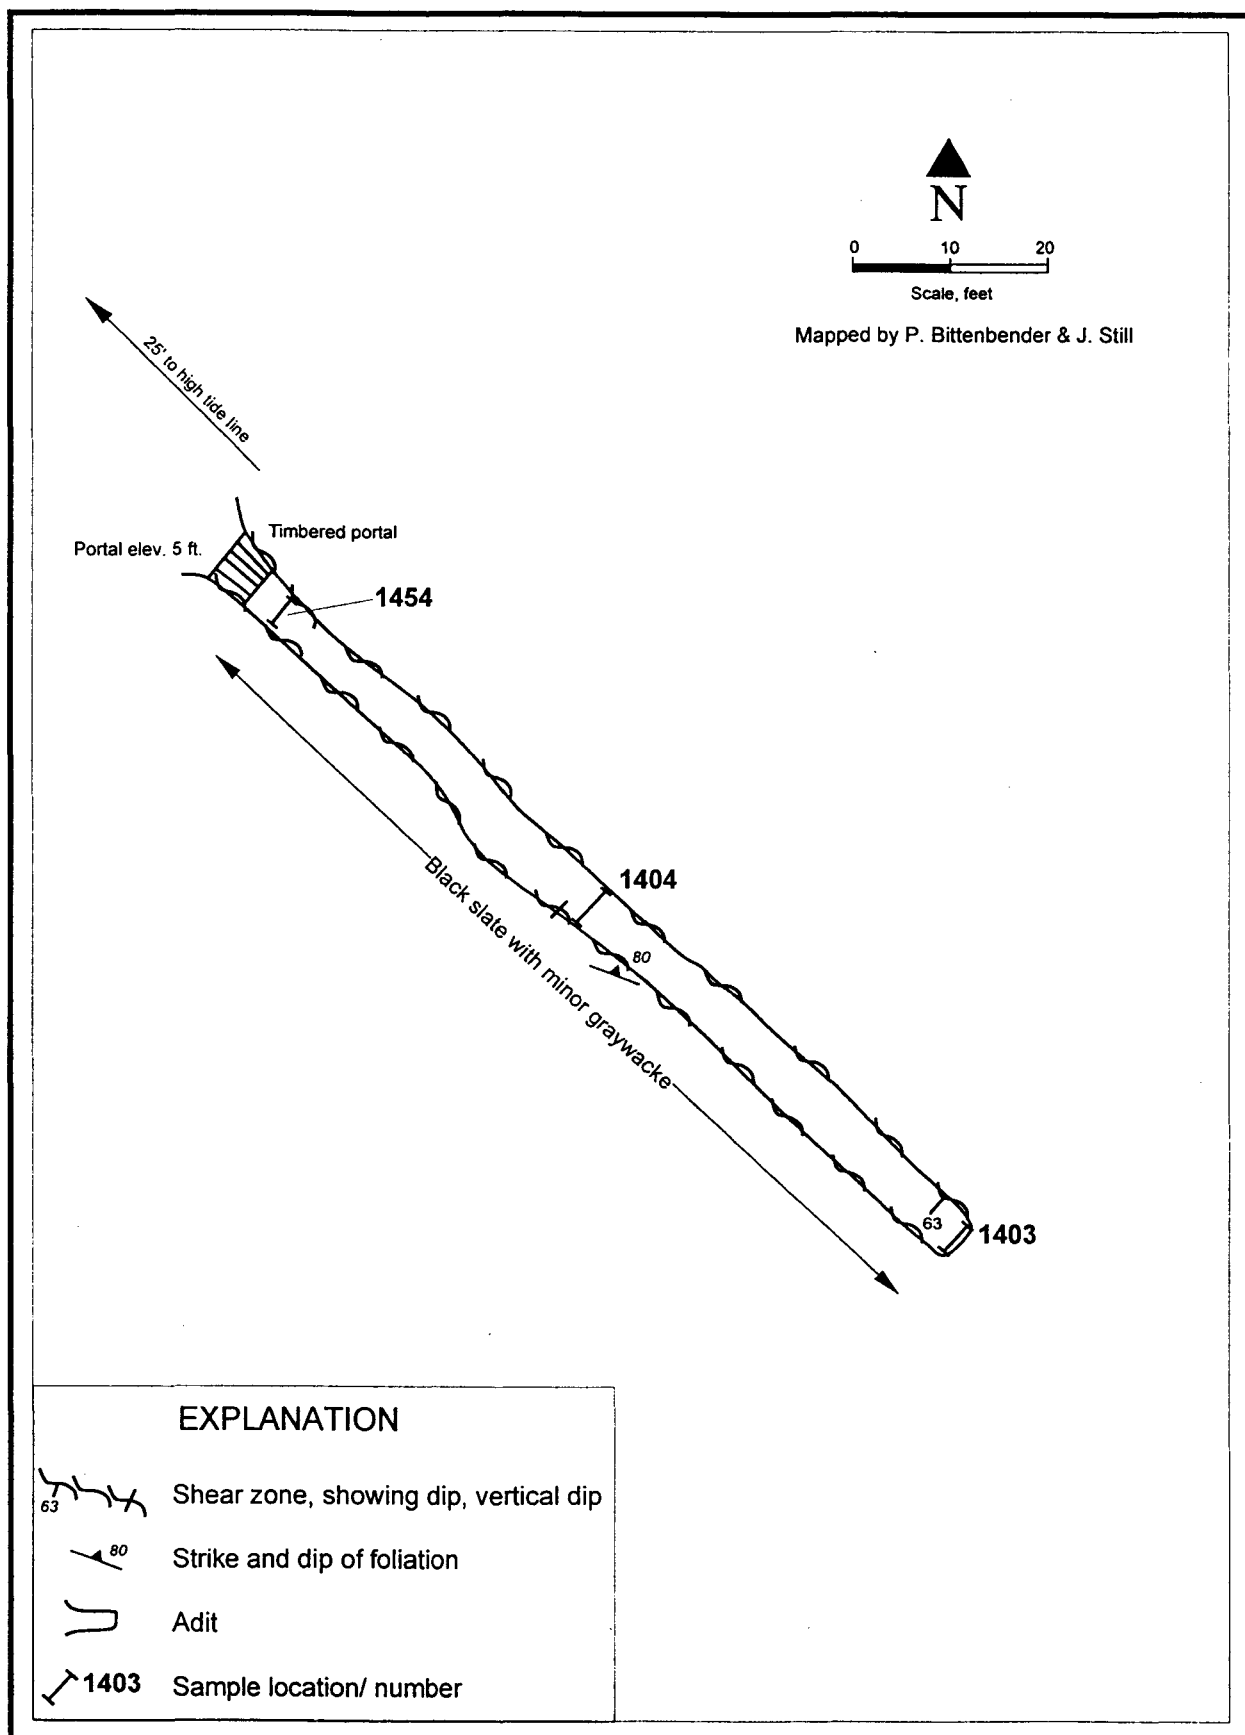 N
0 10 20
Scale, feet
Mapped by P. Bittenbender & J. Still
25' to high tide line
Timbered portal
Portal elev. 5 ft.
1454
1404
80
Black slate with minor graywacke
63
1403
EXPLANATION
63
Shear zone, showing dip, vertical dip
80
Strike and dip of foliation
Adit
1403
Sample location/ number